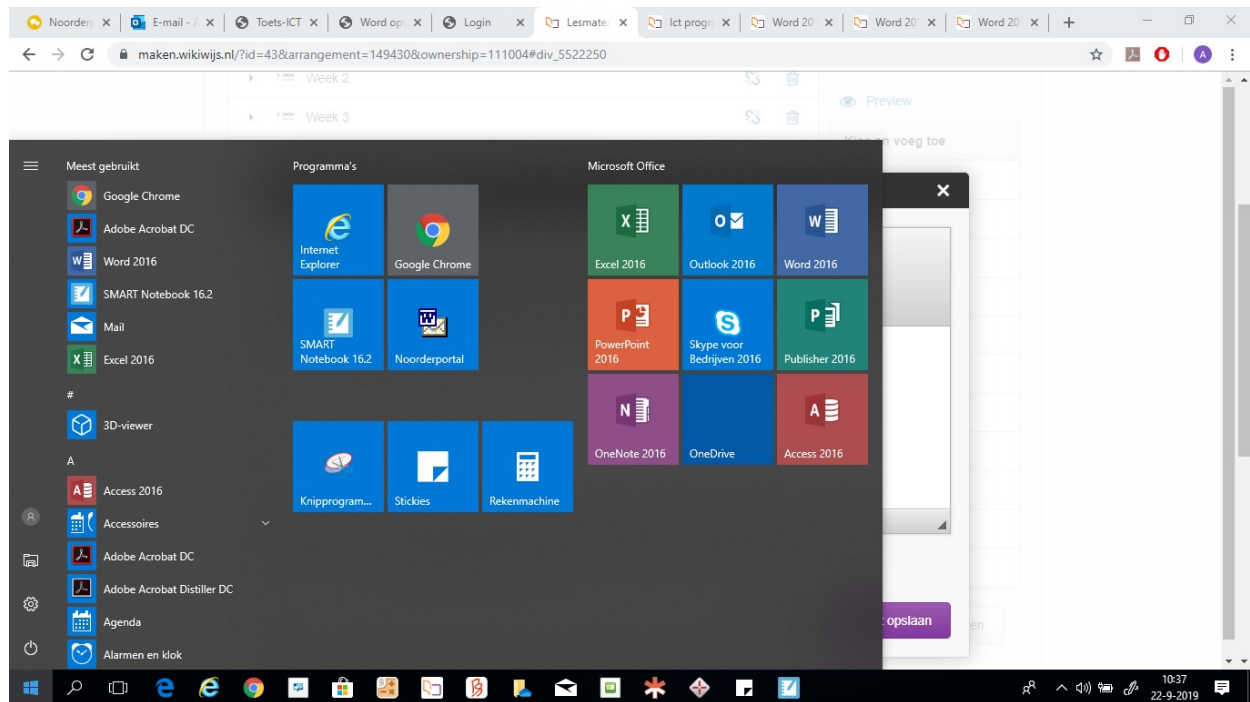 Noorderp
E-mail - A
Toets-ICT
Word op
Login
Lesmater
Ict progra
Word 20
Word 20
Word 20
maken.wikiwijs.nl/?id=43&arrangement=149430&ownership=111004#div_5522250
A
Week 2
Week 3
Preview
Kies en voeg toe
Meest gebruikt
Google Chrome
Adobe Acrobat DC
Word 2016
SMART Notebook 16.2
Mail
Excel 2016
#
3D-viewer
A
Access 2016
Accessoires
Adobe Acrobat DC
Adobe Acrobat Distiller DC
Agenda
Alarmen en klok
Programma's
Internet
Explorer
Google Chrome
SMART
Notebook 16.2
Noorderportal
Knipprogram...
Stickies
Rekenmachine
Microsoft Office
Excel 2016
Outlook 2016
Word 2016
PowerPoint
2016
Skype voor
Bedrijven 2016
Publisher 2016
OneNote 2016
OneDrive
Access 2016
opslaan
en
10:37
22-9-2019